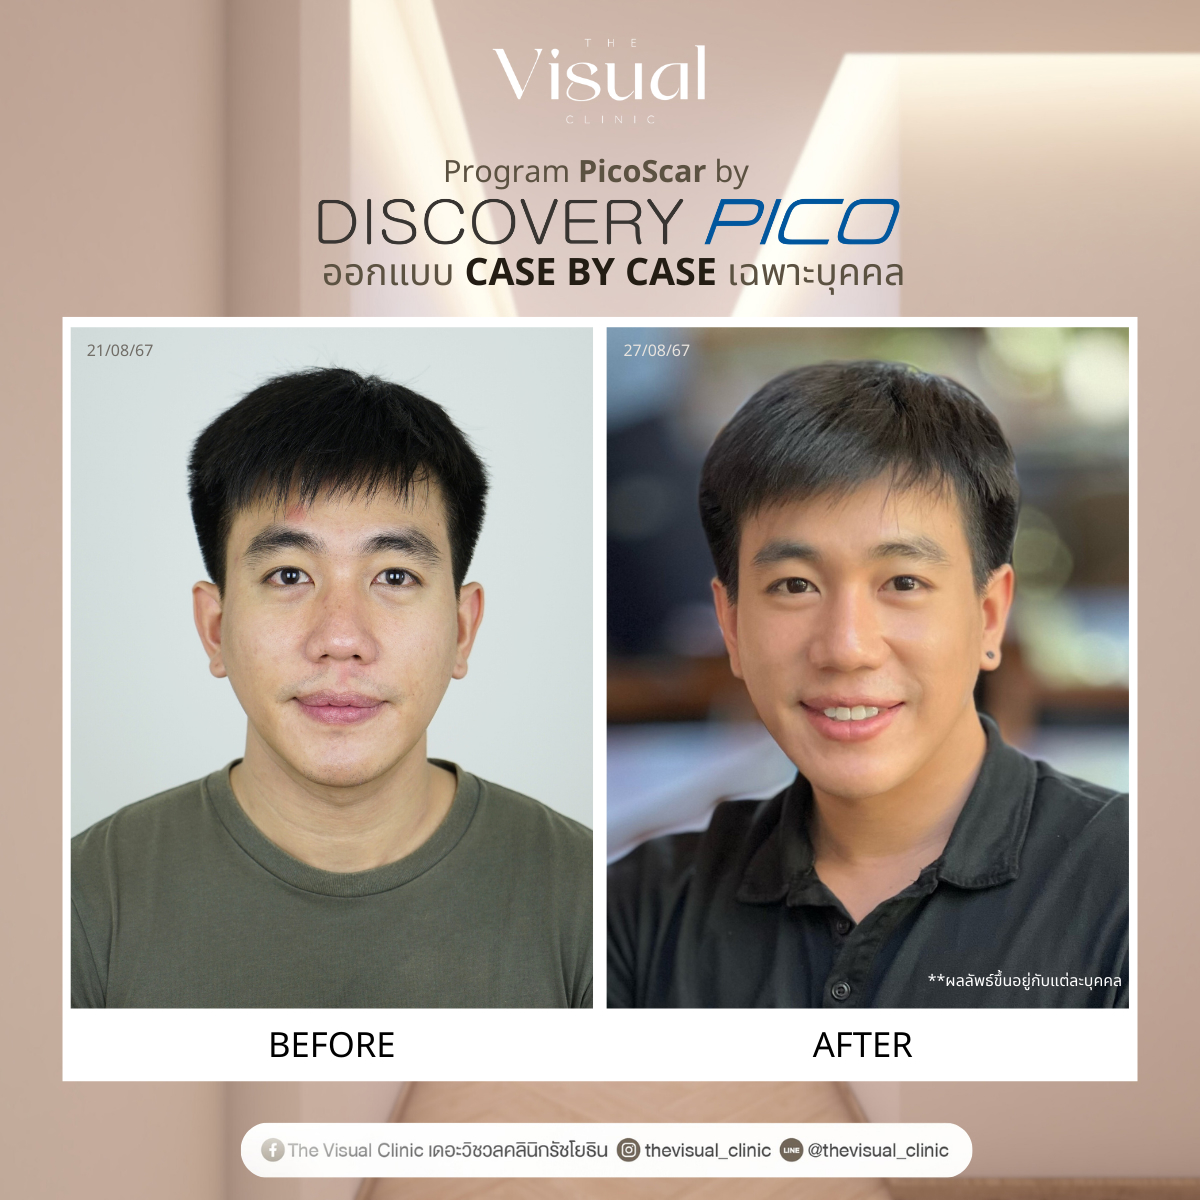 THE
Visual
CLINIC
Program PicoScar by
DISCOVERY PICO
ออกแบบ CASE BY CASE เฉพาะบุคคล
21/08/67
27/08/67
**ผลลัพธ์ขึ้นอยู่กับแต่ละบุคคล
BEFORE
AFTER
The Visual Clinic เดอะวิชวลคลินิกรัชโยธิน thevisual_clinic LINE @thevisual_clinic